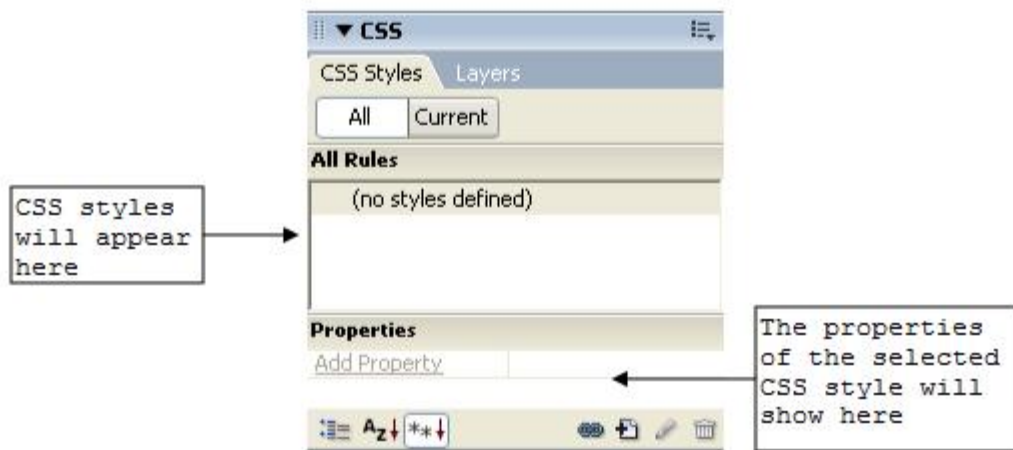 CSS
CSS Styles Layers
All Current
All Rules
(no styles defined)
CSS styles
will appear
here
Properties
Add Property
The properties
of the selected
CSS style will
show here
Az **